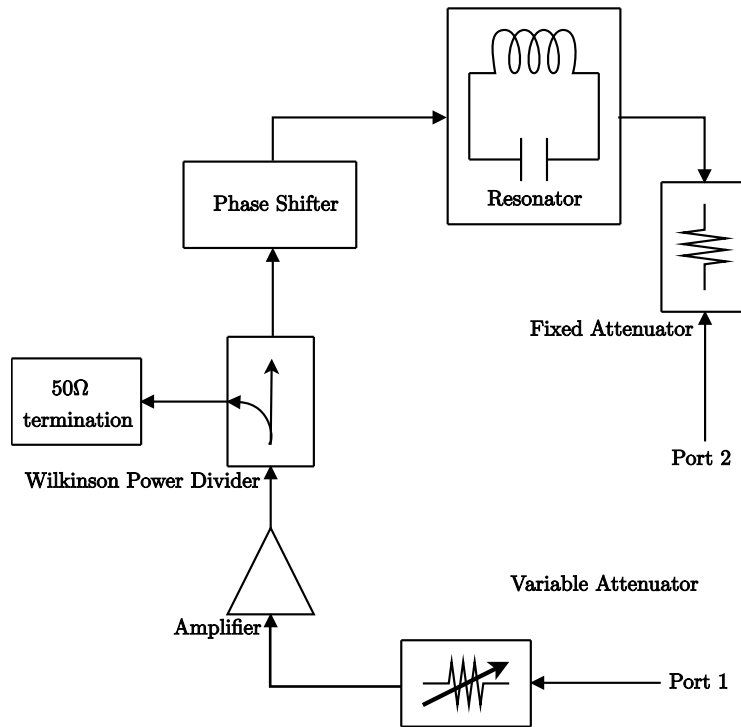 Resonator
Phase Shifter
Fixed Attenuator
50Ω
termination
Port 2
Wilkinson Power Divider
Variable Attenuator
Amplifier
Port 1